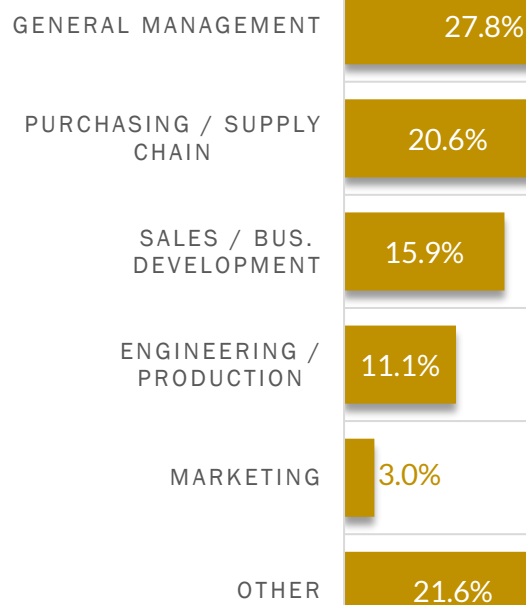 GENERAL MANAGEMENT 27.8%
PURCHASING / SUPPLY
CHAIN 20.6%
SALES / BUS.
DEVELOPMENT 15.9%
ENGINEERING /
PRODUCTION 11.1%
MARKETING 3.0%
OTHER 21.6%